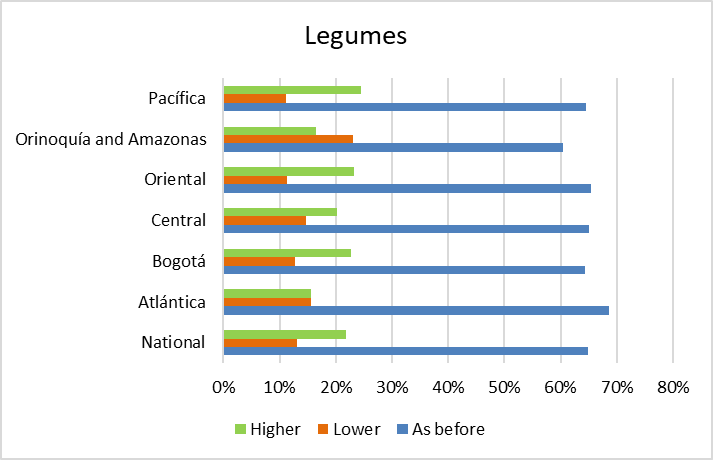 Legumes
Pacífica
Orinoquía and Amazonas
Oriental
Central
Bogotá
Atlántica
National
0% 10% 20% 30% 40% 50% 60% 70% 80%
Higher Lower As before